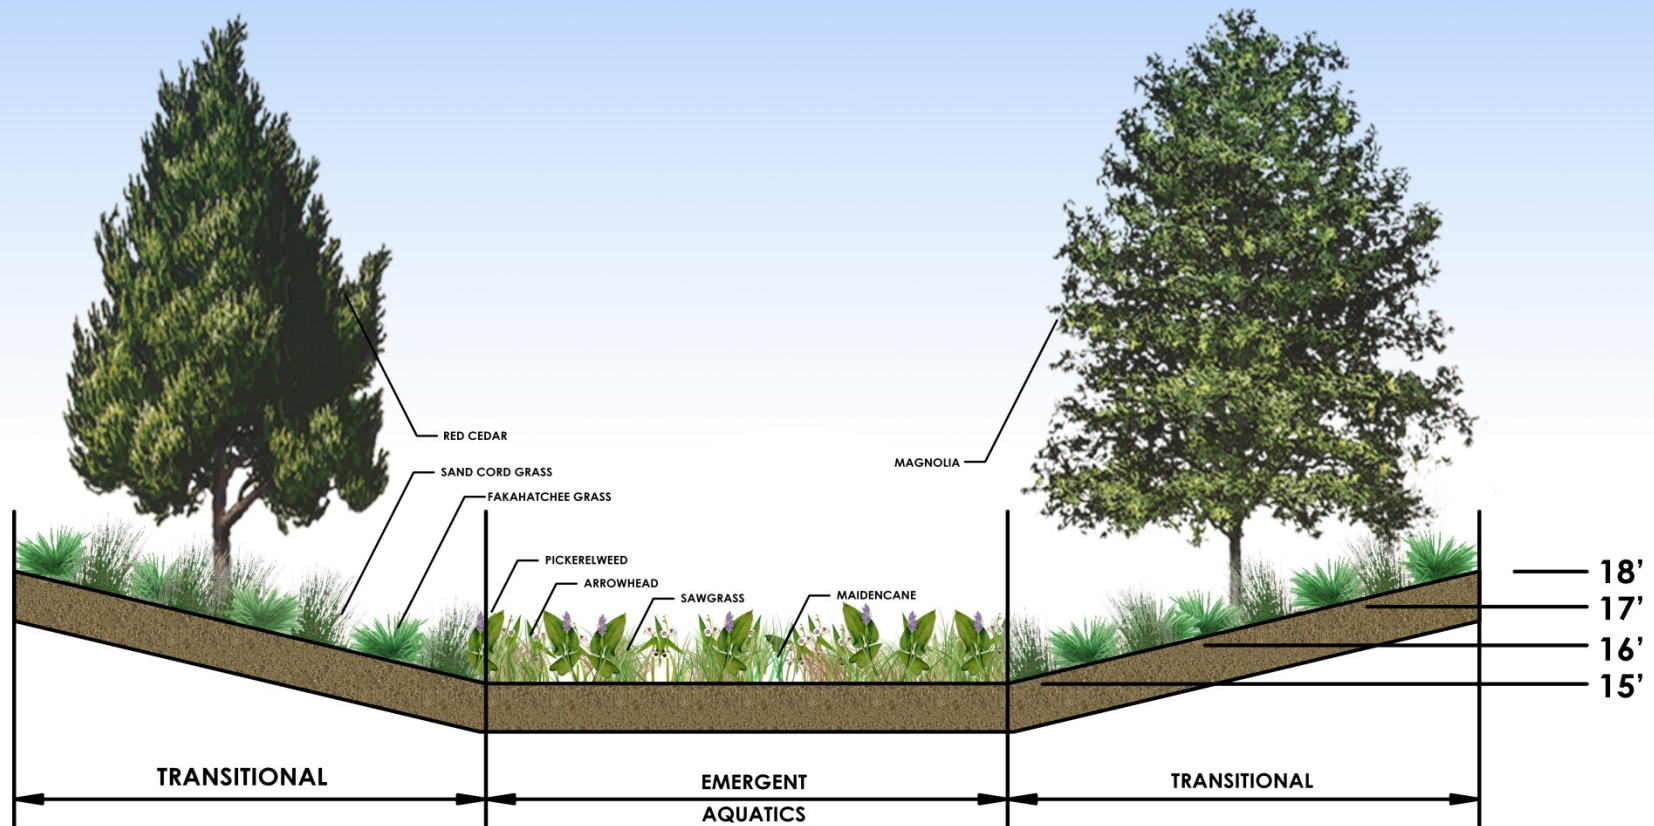 RED CEDAR
SAND CORD GRASS
FAKAHATCHEE GRASS
MAGNOLIA
PICKERELWEED
ARROWHEAD
SAWGRASS
MAIDENCANE
18’
17’
16’
15’
TRANSITIONAL
EMERGENT
AQUATICS
TRANSITIONAL